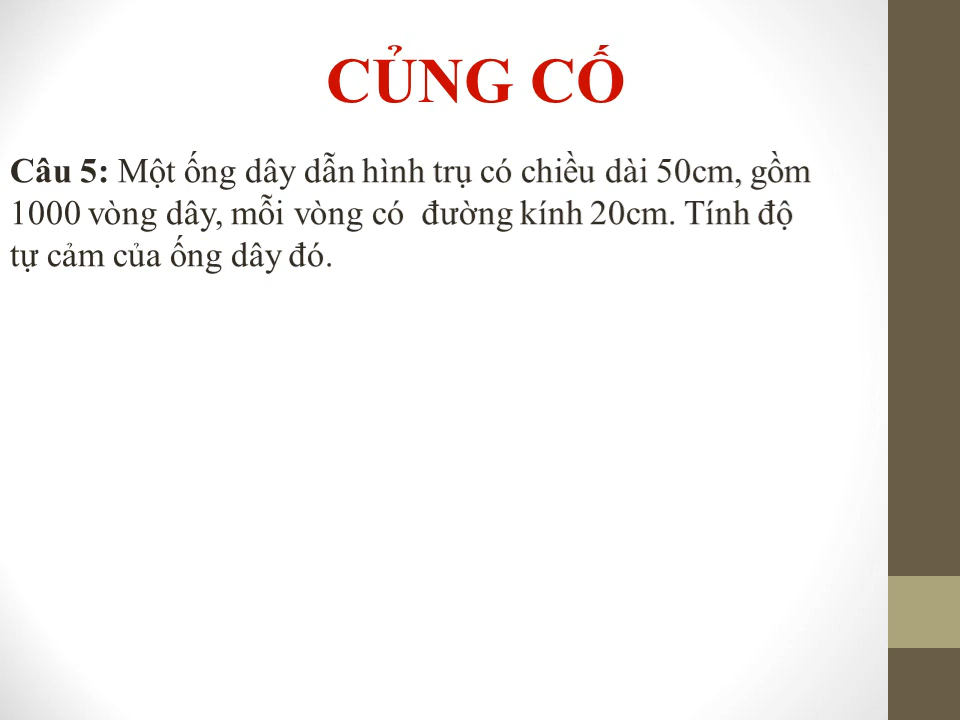 CỦNG CỐ
Câu 5: Một ống dây dẫn hình trụ có chiều dài 50cm, gồm
1000 vòng dây, mỗi vòng có đường kính 20cm. Tính độ
tự cảm của ống dây đó.